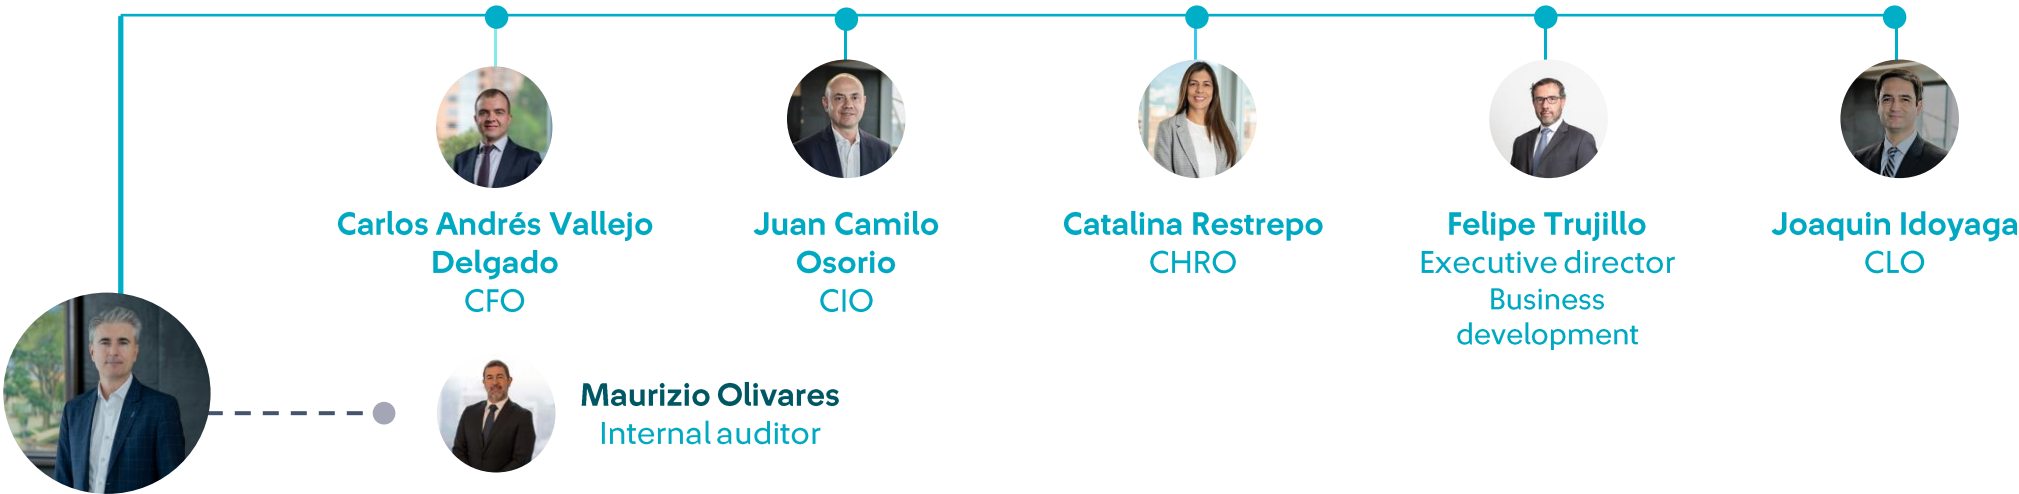 Carlos Andrés Vallejo
Delgado
CFO
Juan Camilo
Osorio
CIO
Catalina Restrepo
CHRO
Felipe Trujillo
Executive director
Business
development
Joaquin Idoyaga
CLO
Maurizio Olivares
Internal auditor